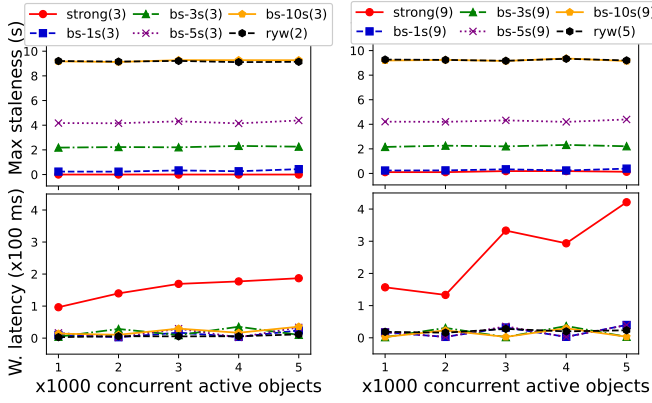 strong(3) bs-3s(3) bs-10s(3)
bs-1s(3) bs-5s(3) ryw(2)
strong(9) bs-3s(9) bs-10s(9)
bs-1s(9) bs-5s(9) ryw(5)
Max staleness (s)
10
8
6
4
2
0
10
8
6
4
2
0
W. latency (x100 ms)
4
3
2
1
0
1 2 3 4 5
x1000 concurrent active objects
4
3
2
1
0
1 2 3 4 5
x1000 concurrent active objects